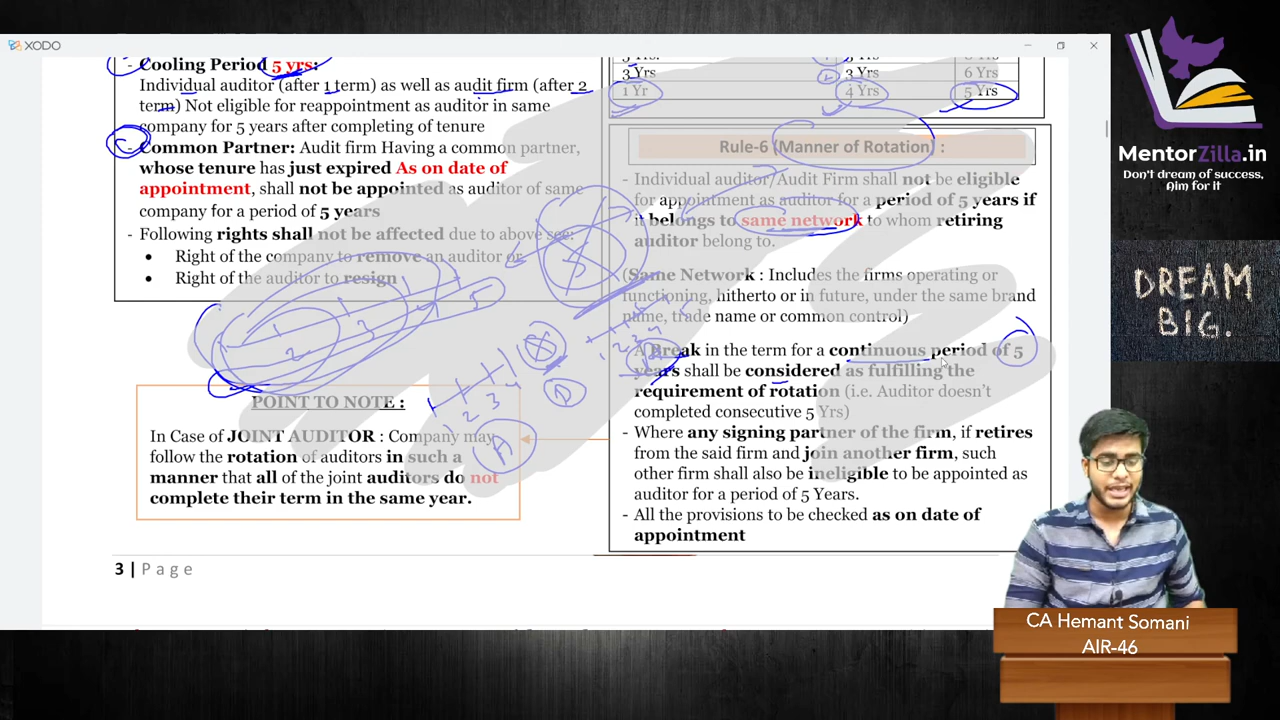 XODO
- Cooling Period 5 yrs:
Individual auditor (after 1 term) as well as audit firm (after 2
term) Not eligible for reappointment as auditor in same
company for 5 years after completing of tenure
- Common Partner: Audit firm Having a common partner,
whose tenure has just expired As on date of
appointment, shall not be appointed as auditor of same
company for a period of 5 years
- Following rights shall not be affected due to above sec:
• Right of the company to remove an auditor or
• Right of the auditor to resign
1
2
3
5
1 2 3 4
A
D
POINT TO NOTE :
In Case of JOINT AUDITOR : Company may
follow the rotation of auditors in such a
manner that all of the joint auditors do not
complete their term in the same year.
3 | Page
3 Yrs 3 Yrs 6 Yrs
1 Yr 4 Yrs 5 Yrs
Rule-6 (Manner of Rotation) :
- Individual auditor/Audit Firm shall not be eligible
for appointment as auditor for a period of 5 years if
it belongs to same network to whom retiring
auditor belong to.
(Same Network : Includes the firms operating or
functioning, hitherto or in future, under the same brand
name, trade name or common control)
A Break in the term for a continuous period of 5
years shall be considered as fulfilling the
requirement of rotation (i.e. Auditor doesn't
completed consecutive 5 Yrs)
- Where any signing partner of the firm, if retires
from the said firm and join another firm, such
other firm shall also be ineligible to be appointed as
auditor for a period of 5 Years.
- All the provisions to be checked as on date of
appointment
MentorZilla.in
Don't dream of success,
Aim for it
DREAM
BIG.
CA Hemant Somani
AIR-46